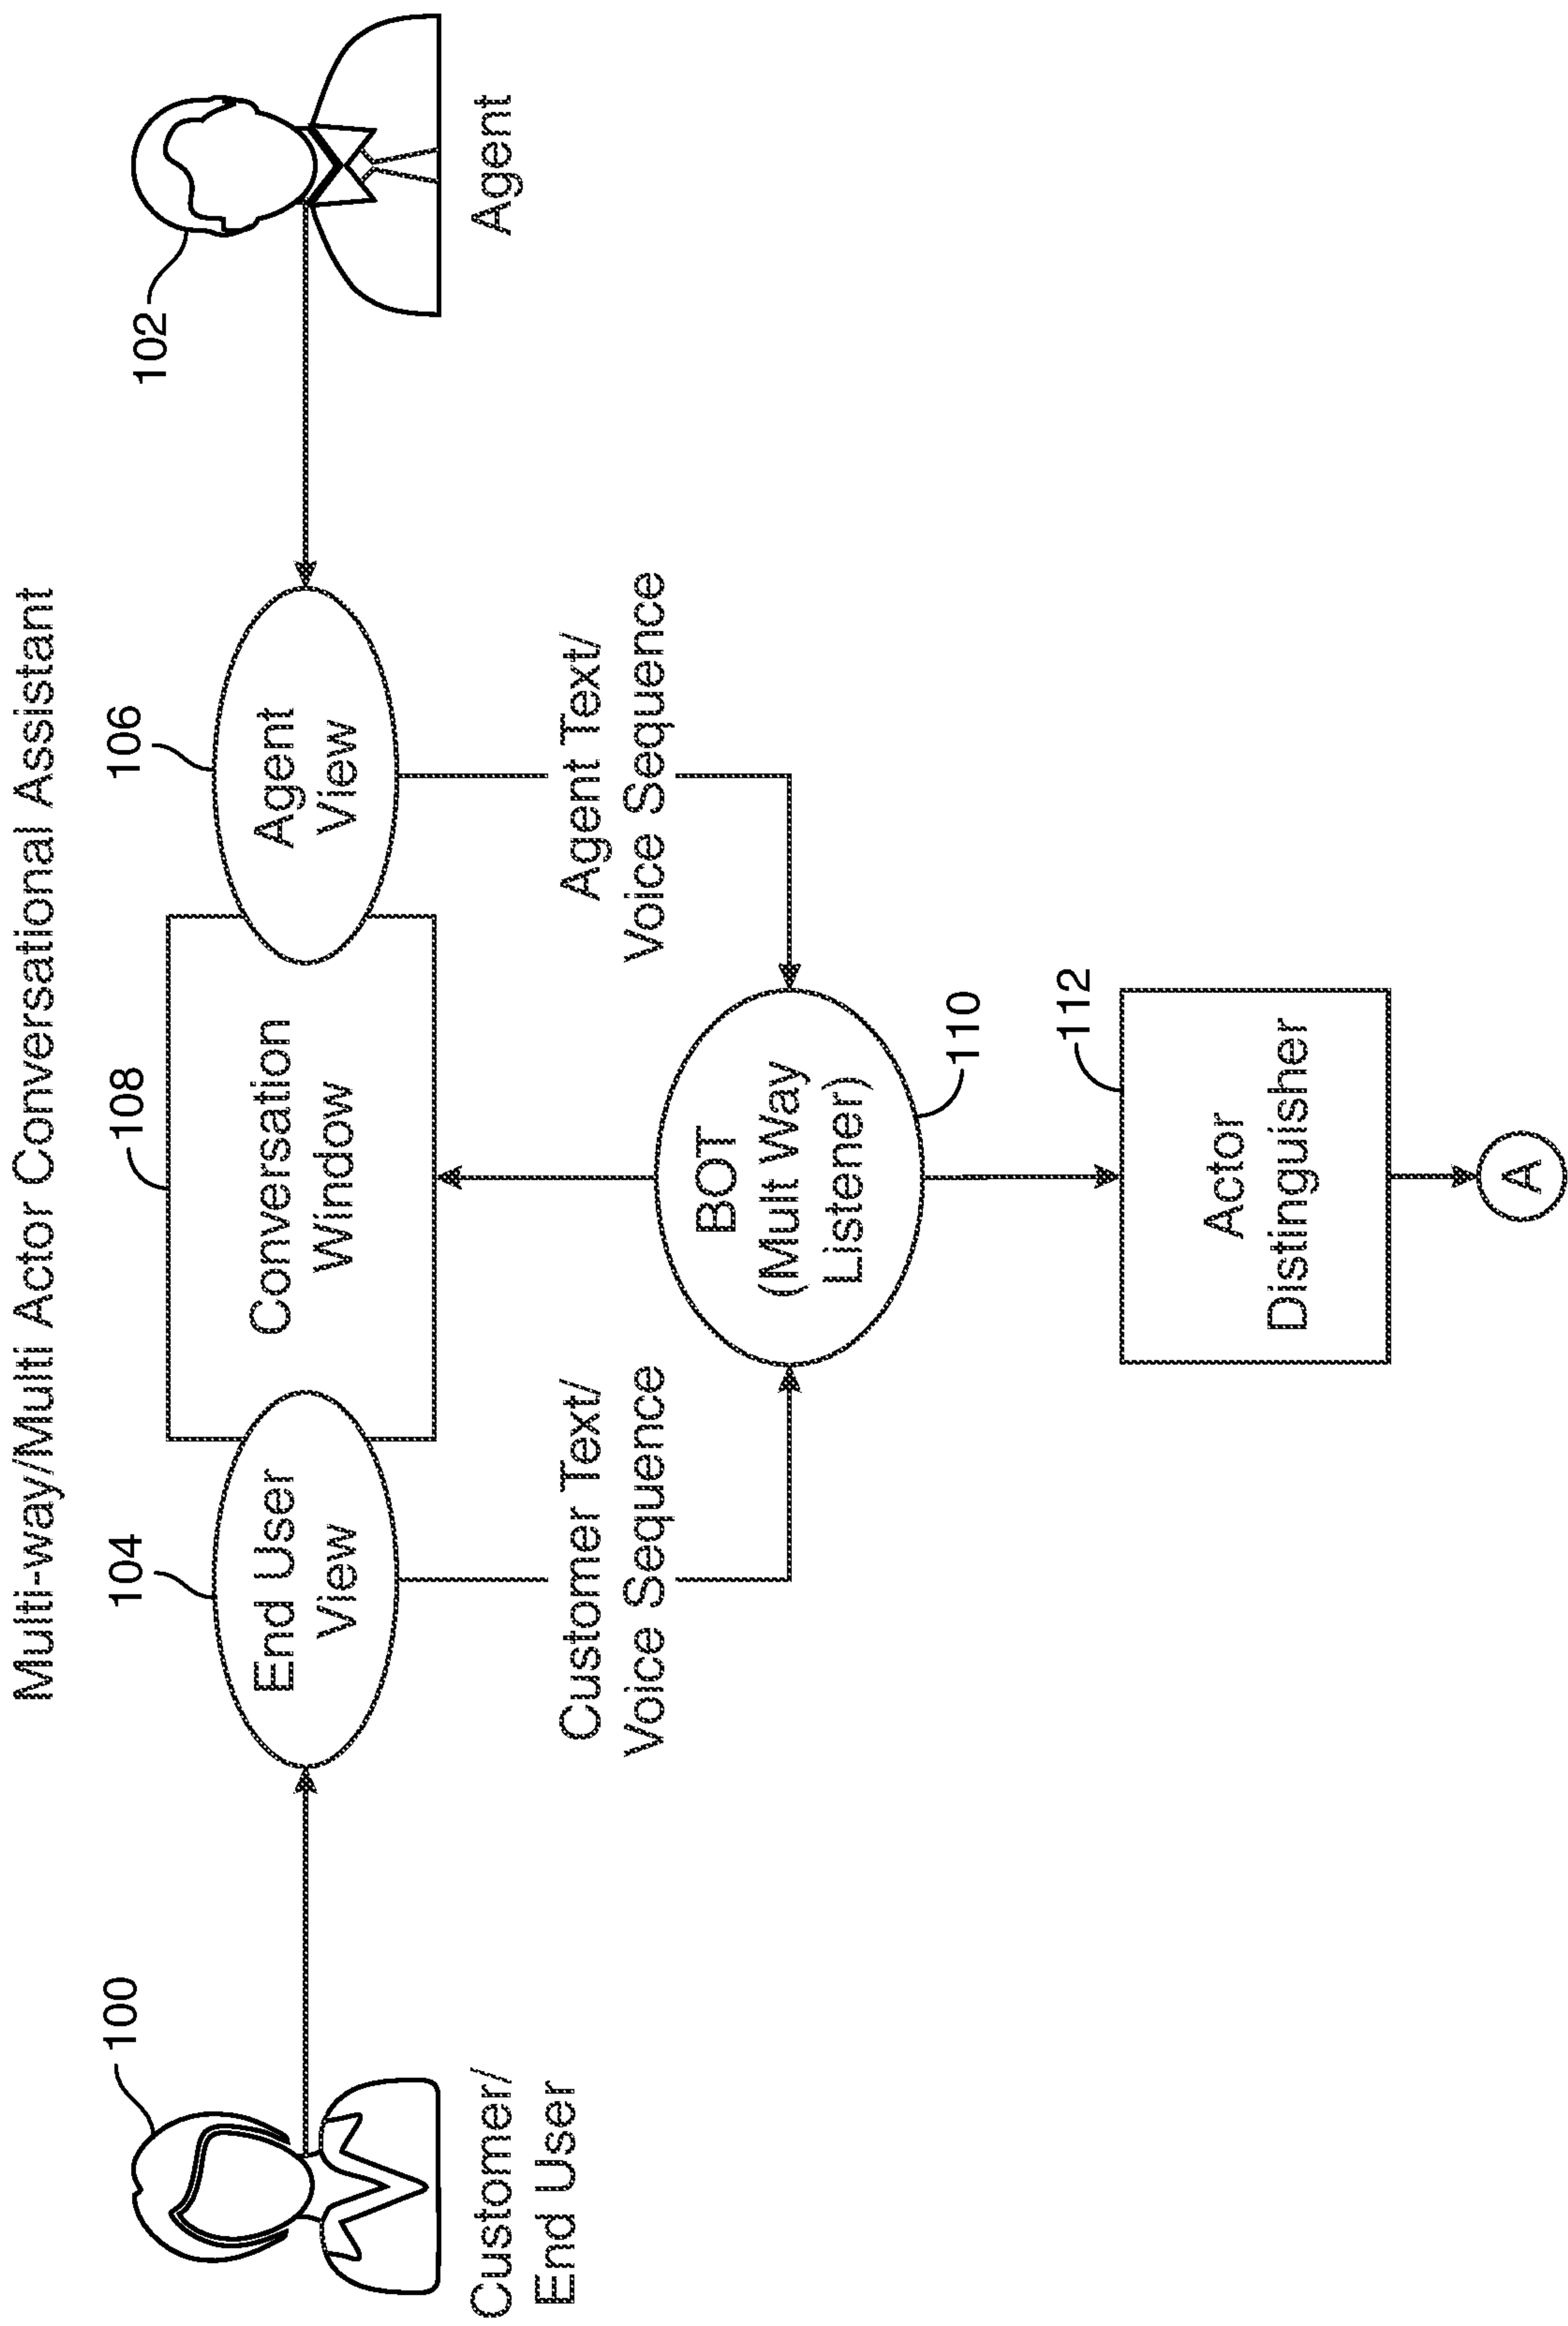 Multi-way/Multi Actor Conversational Assistant
100
104
108
106
102
End User
View
Conversation
Window
Agent
View
Customer/
End User
Agent
Customer Text/
Voice Sequence
Agent Text/
Voice Sequence
BOT
(Mult Way
Listener)
110
112
Actor
Distinguisher
A